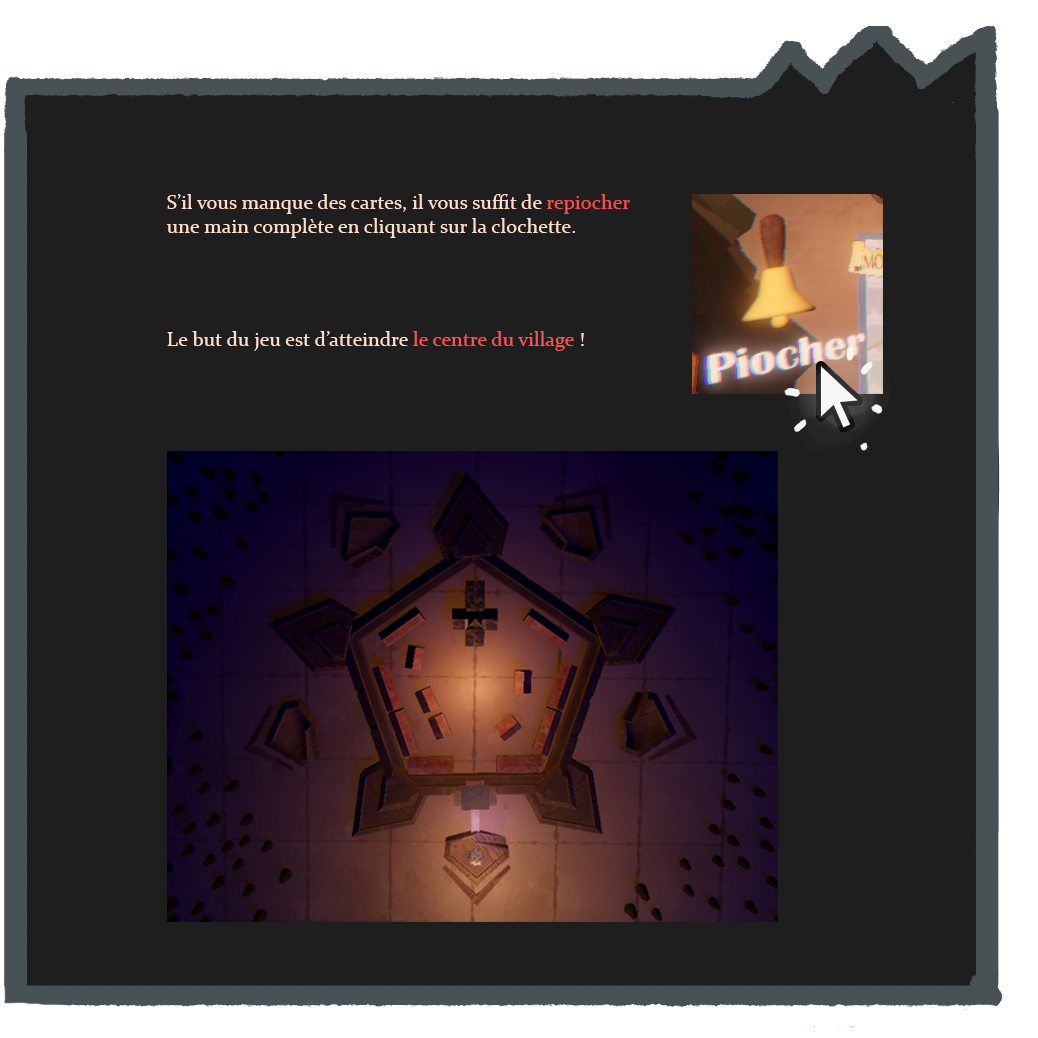 S’il vous manque des cartes, il vous suffit de repiocher
une main complète en cliquant sur la clochette.
Piocher
Le but du jeu est d’atteindre le centre du village !